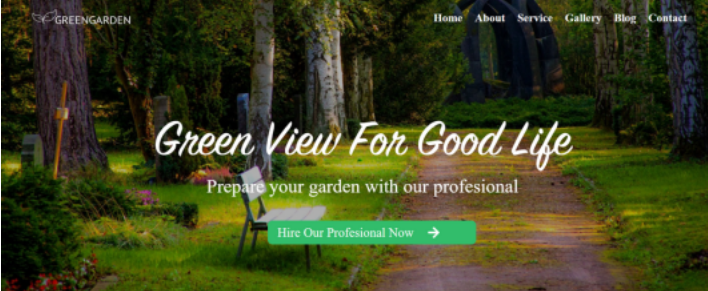 GREENGARDEN
Home About Service Gallery Blog Contact
Green View For Good Life
Prepare your garden with our profesional
Hire Our Profesional Now